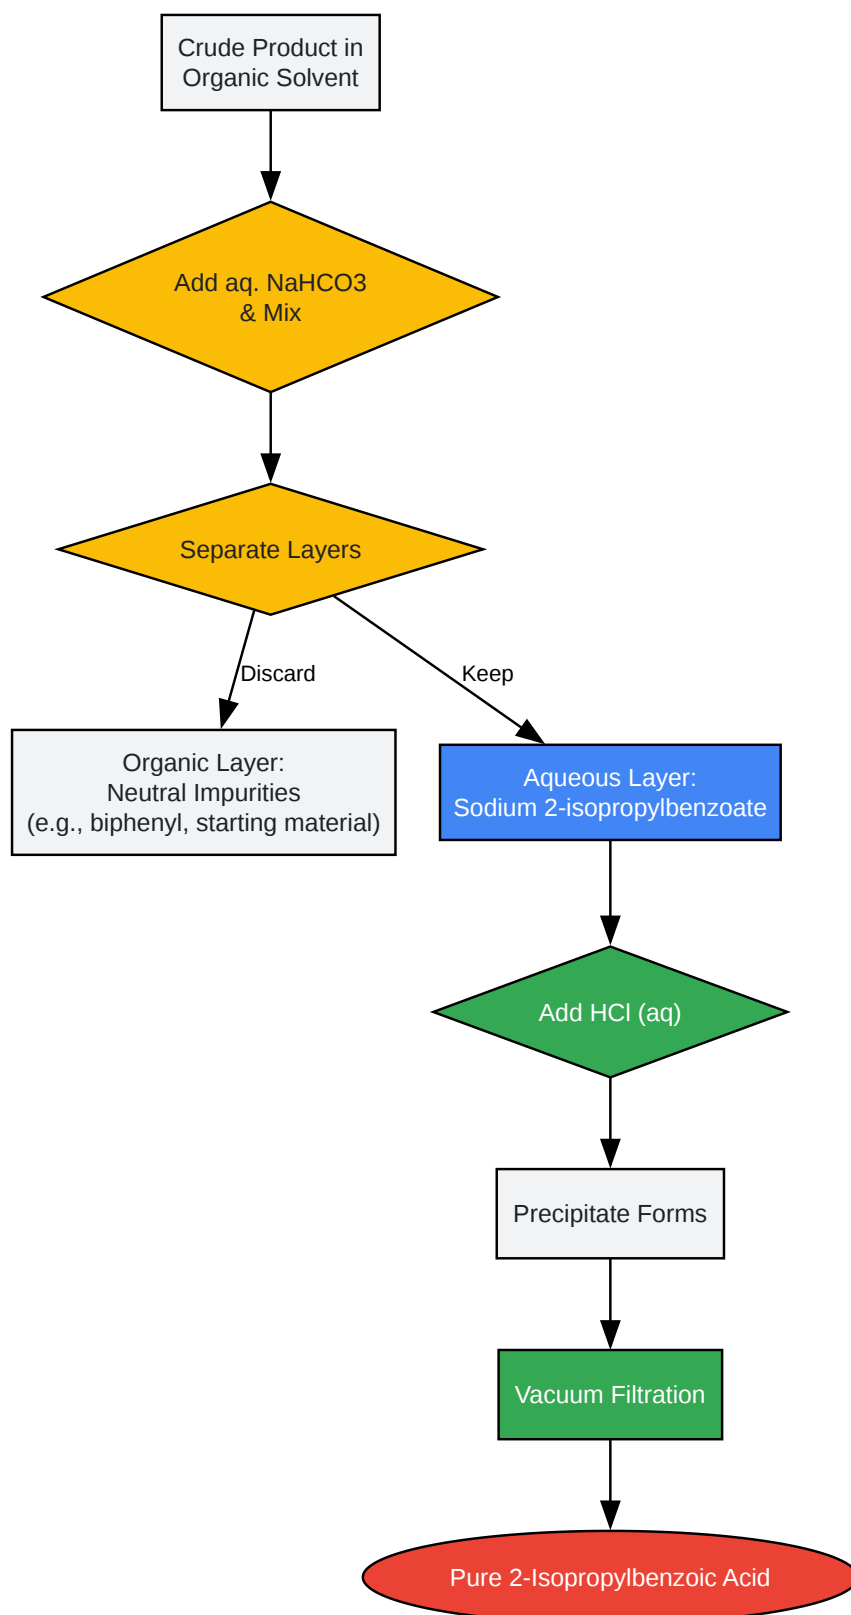 Crude Product in
Organic Solvent
Add aq. NaHCO3
& Mix
Separate Layers
Discard
Keep
Organic Layer:
Neutral Impurities
(e.g., biphenyl, starting material)
Aqueous Layer:
Sodium 2-isopropylbenzoate
Add HCl (aq)
Precipitate Forms
Vacuum Filtration
Pure 2-Isopropylbenzoic Acid